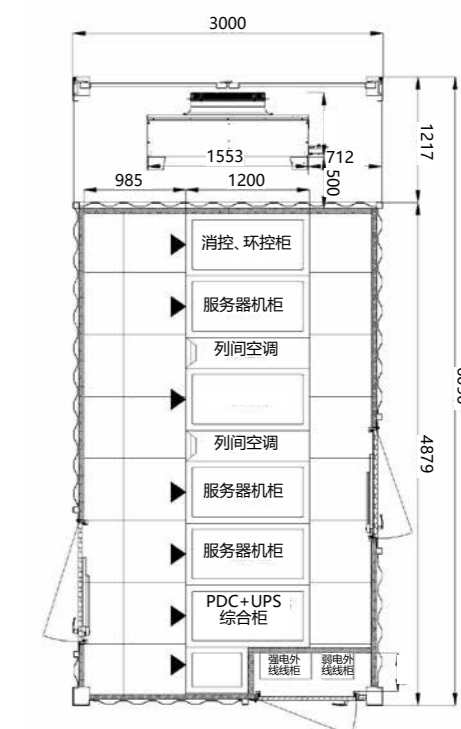 3000
1217
1553
712
500
985
1200
消控、环控柜
服务器机柜
列间空调
列间空调
4879
服务器机柜
服务器机柜
PDC+UPS
综合柜
强电外
线线柜
弱电外
线线柜